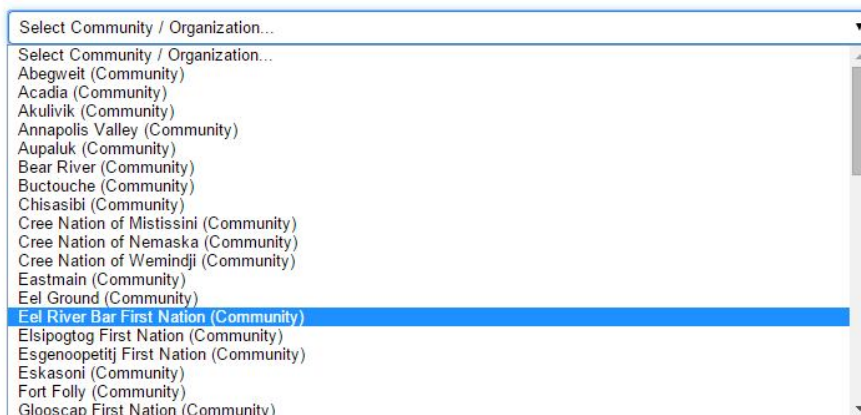 Select Community / Organization...
Select Community / Organization...
Abegweit (Community)
Acadia (Community)
Akulivik (Community)
Annapolis Valley (Community)
Aupaluk (Community)
Bear River (Community)
Buctouche (Community)
Chisasibi (Community)
Cree Nation of Mistissini (Community)
Cree Nation of Nemaska (Community)
Cree Nation of Wemindji (Community)
Eastmain (Community)
Eel Ground (Community)
Eel River Bar First Nation (Community)
Elsipogtog First Nation (Community)
Esgenoopetitj First Nation (Community)
Eskasoni (Community)
Fort Folly (Community)
Glooscap First Nation (Community)